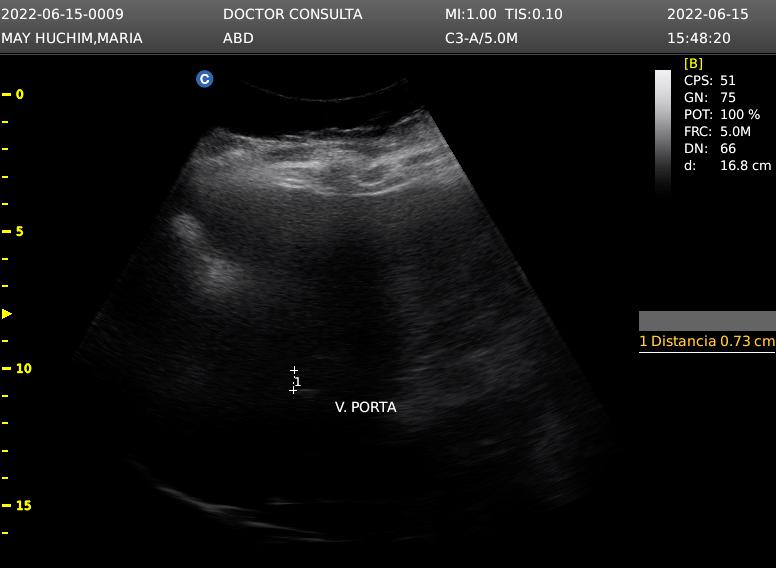 2022-06-15-0009 DOCTOR CONSULTA MI:1.00 TIS:0.10 2022-06-15
MAY HUCHIM,MARIA ABD C3-A/5.0M 15:48:20
C
[B]
CPS: 51
GN: 75
POT: 100 %
FRC: 5.0M
DN: 66
d: 16.8 cm
0
5
10
15
1
V. PORTA
1 Distancia 0.73 cm